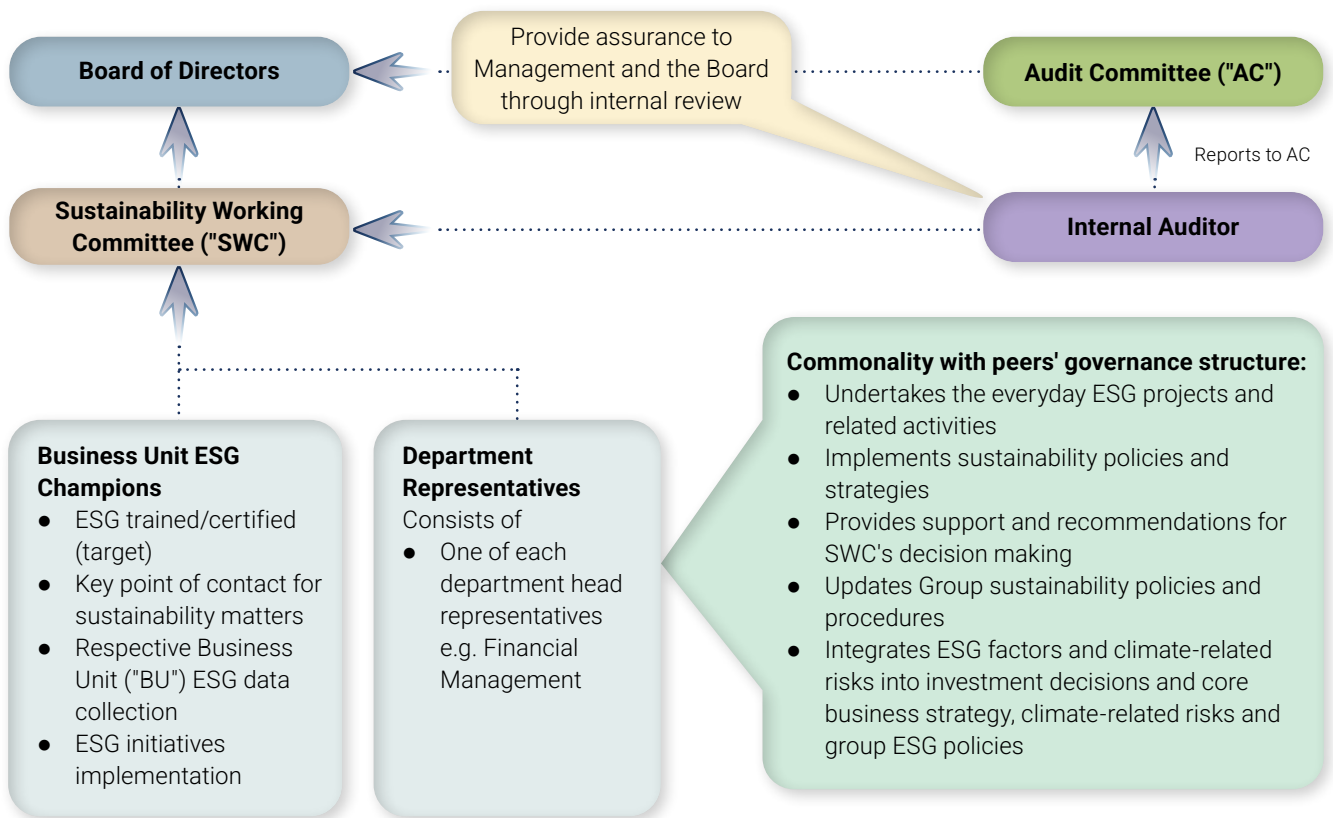 Board of Directors
Provide assurance to
Management and the Board
through internal review
Audit Committee ("AC")
Reports to AC
Sustainability Working
Committee ("SWC")
Internal Auditor
Business Unit ESG
Champions
● ESG trained/certified
(target)
● Key point of contact for
sustainability matters
● Respective Business
Unit ("BU") ESG data
collection
● ESG initiatives
implementation
Department
Representatives
Consists of
● One of each
department head
representatives
e.g. Financial
Management
Commonality with peers' governance structure:
● Undertakes the everyday ESG projects and
related activities
● Implements sustainability policies and
strategies
● Provides support and recommendations for
SWC's decision making
● Updates Group sustainability policies and
procedures
● Integrates ESG factors and climate-related
risks into investment decisions and core
business strategy, climate-related risks and
group ESG policies